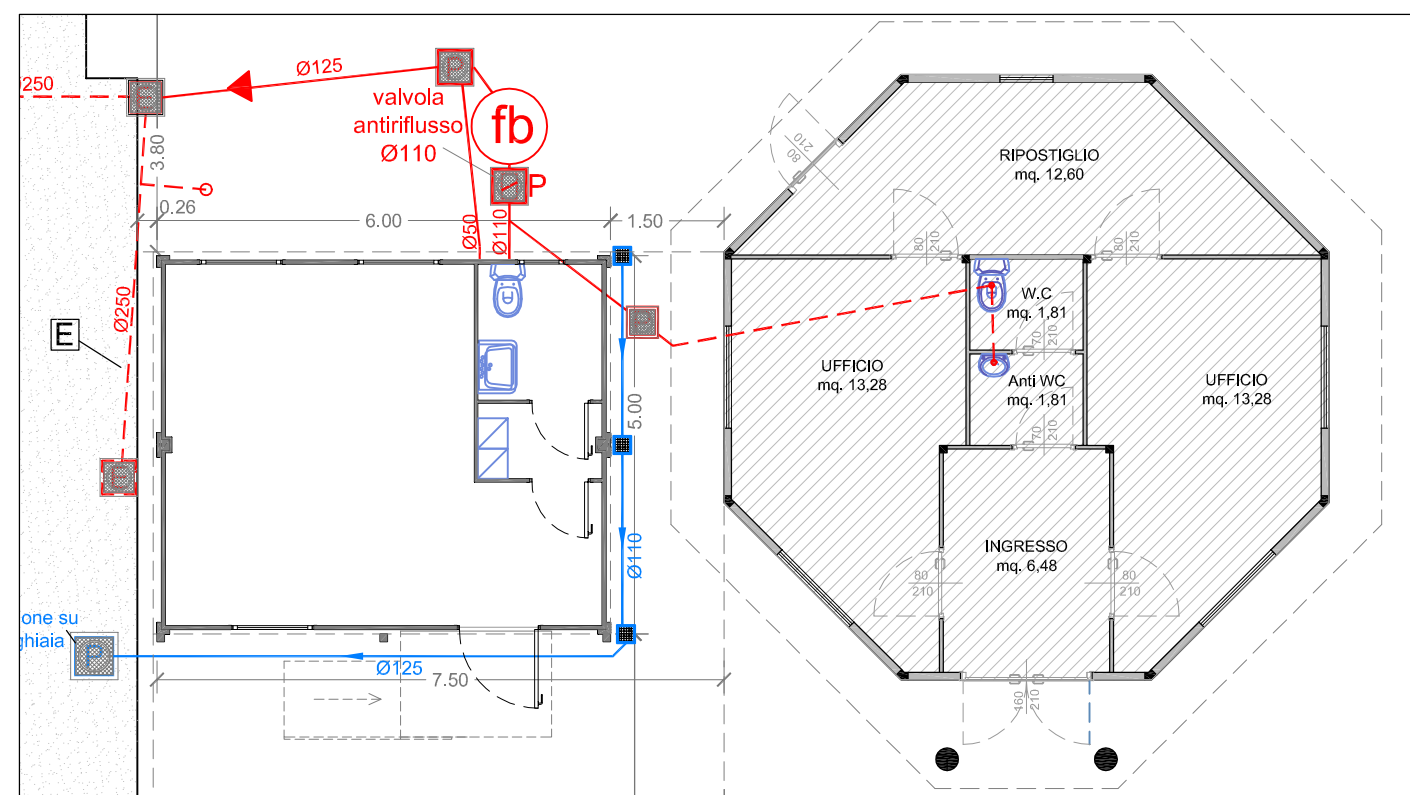 Ø125
250
P
E
valvola
antiriflusso
Ø110
fb
P
3.80
0.26
6.00
1.50
Ø50
Ø110
80
210
RIPOSTIGLIO
mq. 12,60
80
210
80
210
Ø250
E
P
W.C
mq. 1,81
70
210
UFFICIO
mq. 13,28
Anti WC
mq. 1,81
UFFICIO
mq. 13,28
5.00
70
210
E
Ø110
INGRESSO
mq. 6,48
80
210
80
210
one su
ghiaia
P
Ø125
7.50
160
210